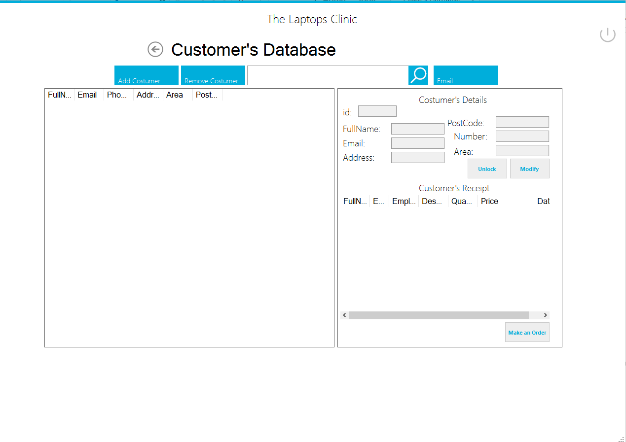 The Laptops Clinic
Customer's Database
Add Costumer Remove Costumer Email
FullN... Email Pho... Addr... Area Post...
Costumer's Details
id:
FullName: PostCode:
Email: Number:
Address: Area:
Unlock Modify
Customer's Receipt
FullN... E... Empl... Des... Qua... Price Dat
Make an Order